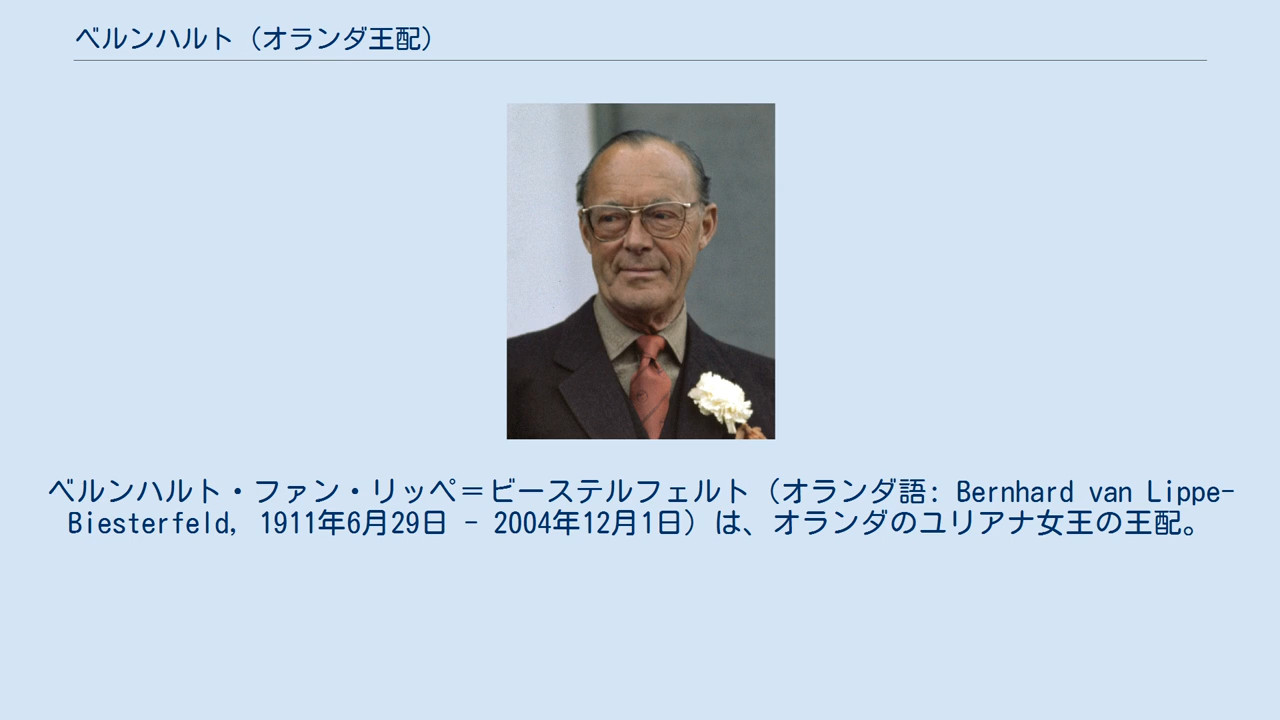 ベルンハルト（オランダ王配）
ベルンハルト・ファン・リッペ＝ビーステルフェルト（オランダ語: Bernhard van Lippe-
Biesterfeld, 1911年6月29日 - 2004年12月1日）は、オランダのユリアナ女王の王配。